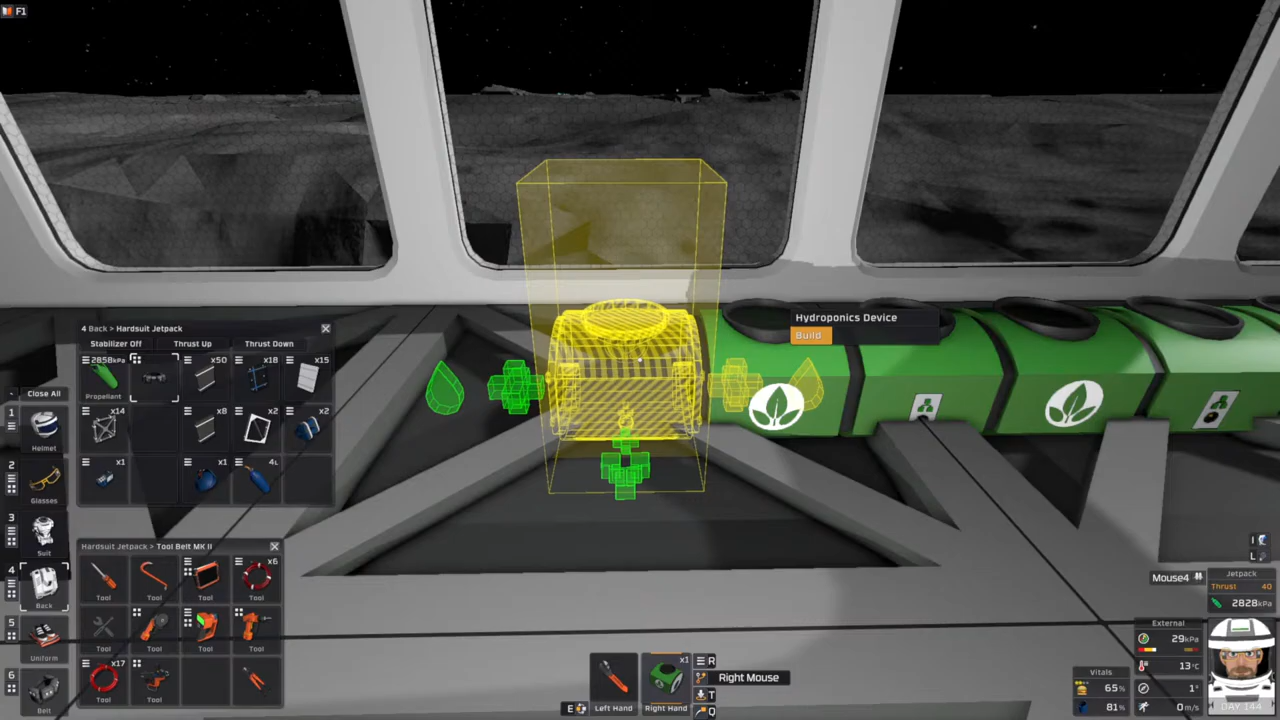 F1
4 Back > Hardsuit Jetpack
Stabilizer Off Thrust Up Thrust Down
2858kPa x50 x18 x15
Propellant
x14 x8 x2 x2
x1 x1 4L
Close All
1
Helmet
2
Glasses
3
Suit
4
Back
5
Uniform
6
Belt
Hardsuit Jetpack > Tool Belt MK II
x6
Tool Tool Tool Tool
Tool Tool Tool Tool
x17
Tool Tool Tool
Hydroponics Device
Build
x1
R
Right Mouse
T
E Left Hand Right Hand Q
I
L
Mouse4
Jetpack
Thrust 40
2828kPa
External
29kPa
13°C
1°
0m/s
Vitals
65%
81%
DAY 144